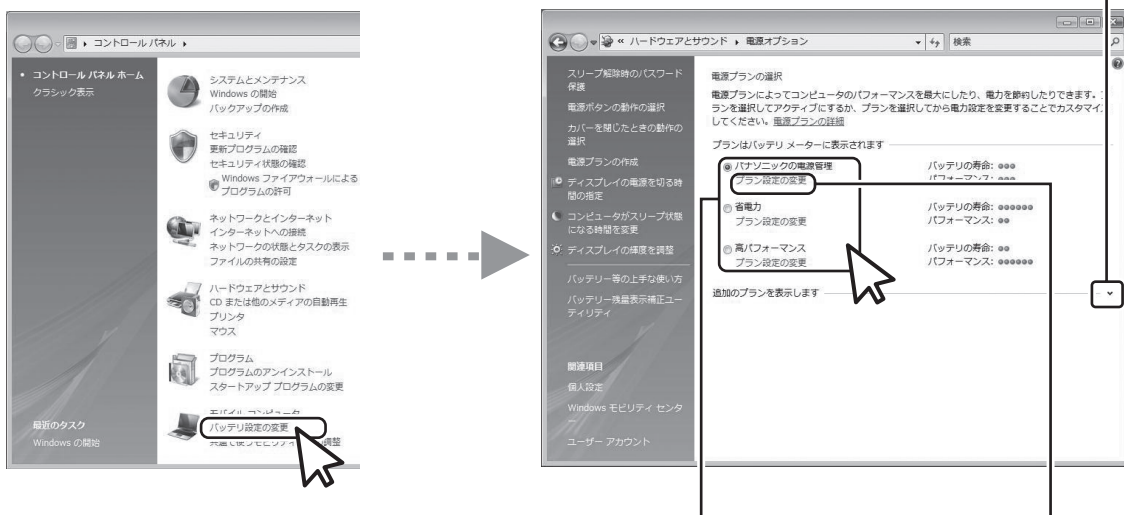 コントロール パネル
コントロール パネル ホーム
クラシック表示
最近のタスク
Windows の開始
システムとメンテナンス
Windows の開始
バックアップの作成
セキュリティ
更新プログラムの確認
セキュリティ状態の確認
Windows ファイアウォールによる
プログラムの許可
ネットワークとインターネット
インターネットへの接続
ネットワークの状態とタスクの表示
ファイルの共有の設定
ハードウェアとサウンド
CD または他のメディアの自動再生
プリンタ
マウス
プログラム
プログラムのアンインストール
スタートアップ プログラムの変更
モバイル コンピュータ
バッテリ設定の変更
調整
« ハードウェアとサウンド 電源オプション
検索
スリープ解除時のパスワード
保護
電源ボタンの動作の選択
カバーを閉じたときの動作の
選択
電源プランの作成
ディスプレイの電源を切る時
間の指定
コンピュータがスリープ状態
になる時間を変更
ディスプレイの輝度を調整
バッテリー等の上手な使い方
バッテリー残量表示補正ユー
ティリティ
関連項目
個人設定
Windows モビリティ センタ
ー
ユーザー アカウント
電源プランの選択
電源プランによってコンピュータのパフォーマンスを最大にしたり、電力を節約したりできます。
ランを選択してアクティブにするか、プランを選択してから電力設定を変更することでカスタマイ
してください。電源プランの詳細
プランはバッテリ メーターに表示されます
パナソニックの電源管理 バッテリの寿命:
プラン設定の変更 パフォーマンス:
省電力 バッテリの寿命:
プラン設定の変更 パフォーマンス:
高パフォーマンス バッテリの寿命:
プラン設定の変更 パフォーマンス:
追加のプランを表示します